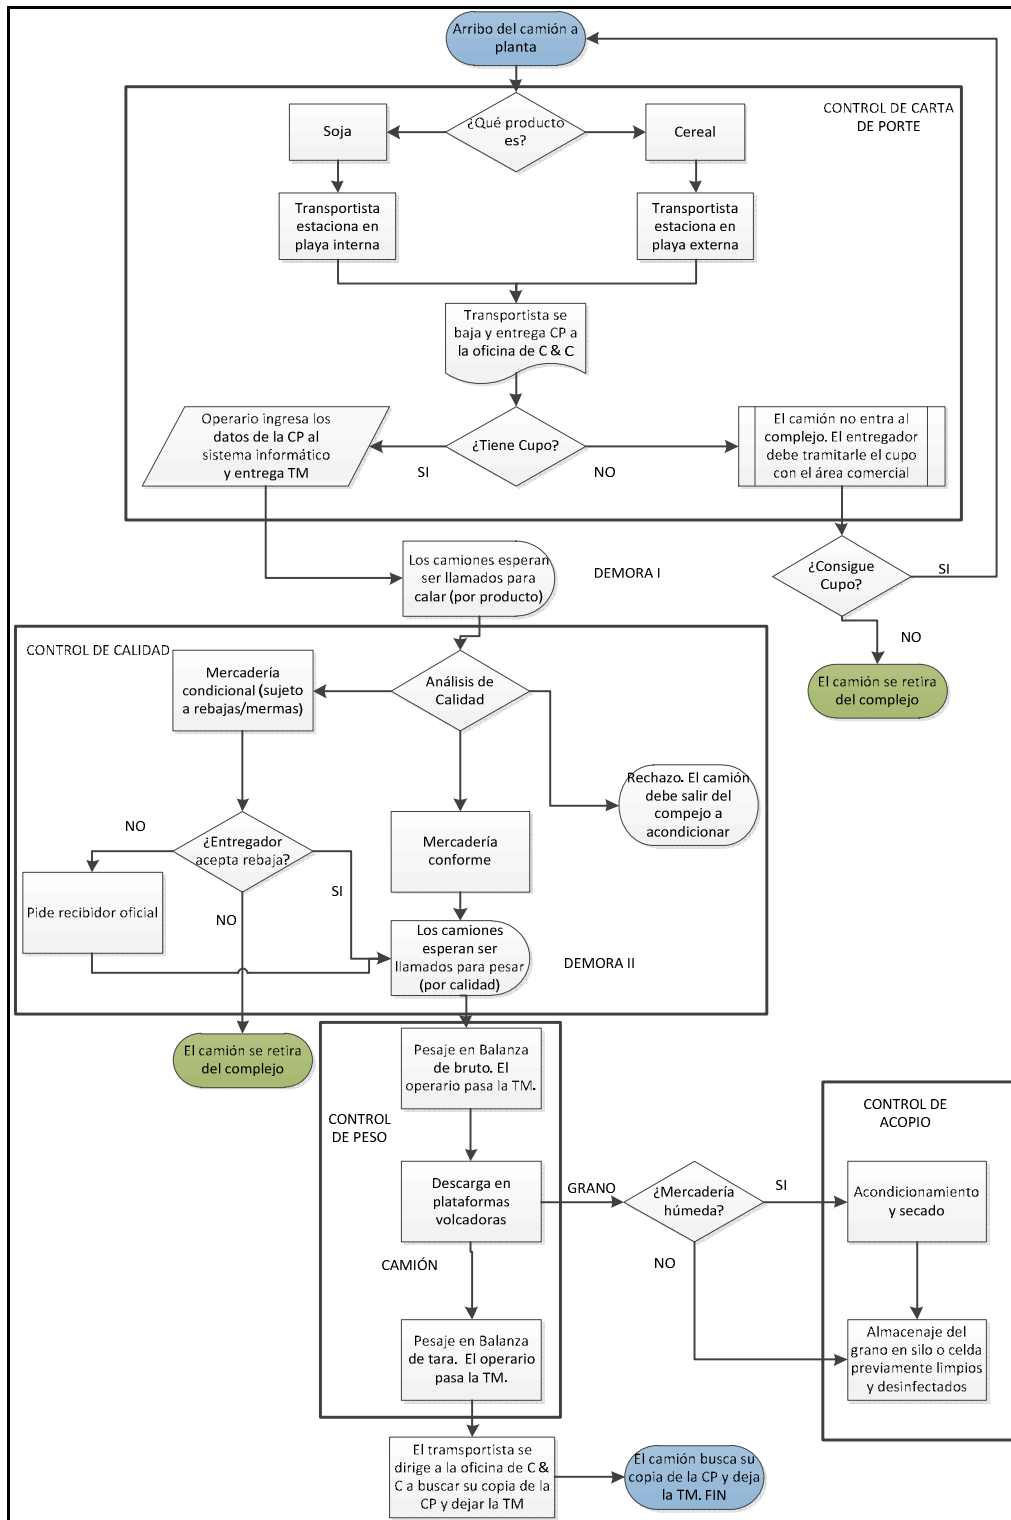 Arribo del camión a
planta
CONTROL DE CARTA
DE PORTE
Soja
¿Qué producto
es?
Cereal
Transportista
estaciona en
playa interna
Transportista
estaciona en
playa externa
Transportista se
baja y entrega CP a
la oficina de C & C
Operario ingresa los
datos de la CP al
sistema informático
y entrega TM
¿Tiene Cupo?
El camión no entra al
complejo. El entregador
debe tramitarle el cupo
con el área comercial
SI
NO
Los camiones esperan
ser llamados para
calar (por producto)
DEMORA I
¿Consigue
Cupo?
SI
NO
El camión se retira
del complejo
CONTROL DE CALIDAD
Mercadería
condicional (sujeto
a rebajas/mermas)
Análisis de
Calidad
Rechazo. El camión
debe salir del
compejo a
acondicionar
NO
¿Entregador
acepta rebaja?
Mercadería
conforme
SI
Pide recibidor oficial
NO
Los camiones
esperan ser
llamados para pesar
(por calidad)
DEMORA II
El camión se retira
del complejo
Pesaje en Balanza
de bruto. El
operario pasa la TM.
CONTROL
DE PESO
CONTROL DE
ACOPIO
Descarga en
plataformas
volcadoras
GRANO
¿Mercadería
húmeda?
SI
Acondicionamiento
y secado
CAMIÓN
NO
Pesaje en Balanza
de tara.  El operario
pasa la TM.
Almacenaje del
grano en silo o celda
previamente limpios
y desinfectados
El tramsportista se
dirige a la oficina de C &
C a buscar su copia de la
CP y dejar la TM
El camión busca su
copia de la CP y deja
la TM. FIN